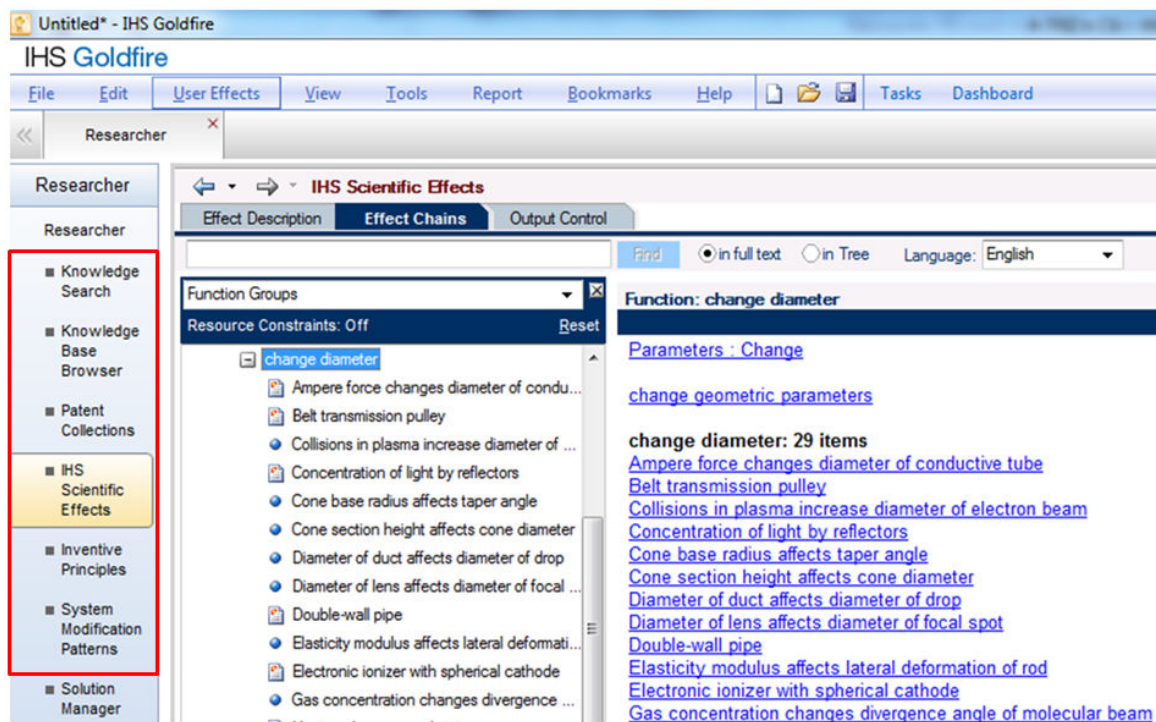 Untitled* - IHS Goldfire
IHS Goldfire
File Edit User Effects View Tools Report Bookmarks Help Tasks Dashboard
Researcher
Researcher
Researcher
Knowledge
Search
Knowledge
Base
Browser
Patent
Collections
IHS
Scientific
Effects
Inventive
Principles
System
Modification
Patterns
Solution
Manager
IHS Scientific Effects
Effect Description Effect Chains Output Control
Find in full text in Tree Language: English
Function Groups
Resource Constraints: Off Reset
change diameter
Ampere force changes diameter of condu...
Belt transmission pulley
Collisions in plasma increase diameter of ...
Concentration of light by reflectors
Cone base radius affects taper angle
Cone section height affects cone diameter
Diameter of duct affects diameter of drop
Diameter of lens affects diameter of focal ...
Double-wall pipe
Elasticity modulus affects lateral deformati...
Electronic ionizer with spherical cathode
Gas concentration changes divergence ...
Function: change diameter
Parameters : Change
change geometric parameters
change diameter: 29 items
Ampere force changes diameter of conductive tube
Belt transmission pulley
Collisions in plasma increase diameter of electron beam
Concentration of light by reflectors
Cone base radius affects taper angle
Cone section height affects cone diameter
Diameter of duct affects diameter of drop
Diameter of lens affects diameter of focal spot
Double-wall pipe
Elasticity modulus affects lateral deformation of rod
Electronic ionizer with spherical cathode
Gas concentration changes divergence angle of molecular beam